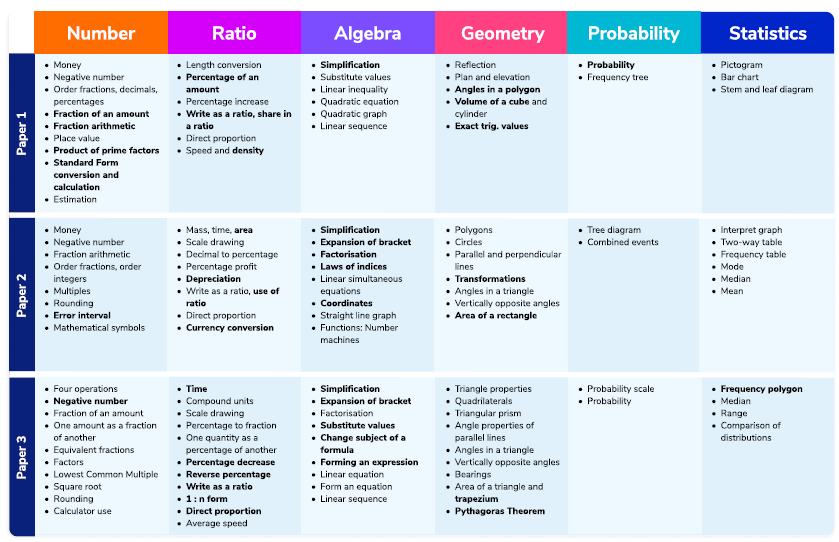 Number
Ratio
Algebra
Geometry
Probability
Statistics
Paper 1
Money
Negative number
Order fractions, decimals,
percentages
Fraction of an amount
Fraction arithmetic
Place value
Product of prime factors
Standard Form
conversion and
calculation
Estimation
Length conversion
Percentage of an
amount
Percentage increase
Write as a ratio, share in
a ratio
Direct proportion
Speed and density
Simplification
Substitute values
Linear inequality
Quadratic equation
Quadratic graph
Linear sequence
Reflection
Plan and elevation
Angles in a polygon
Volume of a cube and
cylinder
Exact trig. values
Probability
Frequency tree
Pictogram
Bar chart
Stem and leaf diagram
Paper 2
Money
Negative number
Fraction arithmetic
Order fractions, order
integers
Multiples
Rounding
Error interval
Mathematical symbols
Mass, time, area
Scale drawing
Decimal to percentage
Percentage profit
Depreciation
Write as a ratio, use of
ratio
Direct proportion
Currency conversion
Simplification
Expansion of bracket
Factorisation
Laws of indices
Linear simultaneous
equations
Coordinates
Straight line graph
Functions: Number
machines
Polygons
Circles
Parallel and perpendicular
lines
Transformations
Angles in a triangle
Vertically opposite angles
Area of a rectangle
Tree diagram
Combined events
Interpret graph
Two-way table
Frequency table
Mode
Median
Mean
Paper 3
Four operations
Negative number
Fraction of an amount
One amount as a fraction
of another
Equivalent fractions
Factors
Lowest Common Multiple
Square root
Rounding
Calculator use
Time
Compound units
Scale drawing
Percentage to fraction
One quantity as a
percentage of another
Percentage decrease
Reverse percentage
Write as a ratio
1 : n form
Direct proportion
Average speed
Simplification
Expansion of bracket
Factorisation
Substitute values
Change subject of a
formula
Forming an expression
Linear equation
Form an equation
Linear sequence
Triangle properties
Quadrilaterals
Triangular prism
Angle properties of
parallel lines
Angles in a triangle
Vertically opposite angles
Bearings
Area of a triangle and
trapezium
Pythagoras Theorem
Probability scale
Probability
Frequency polygon
Median
Range
Comparison of
distributions